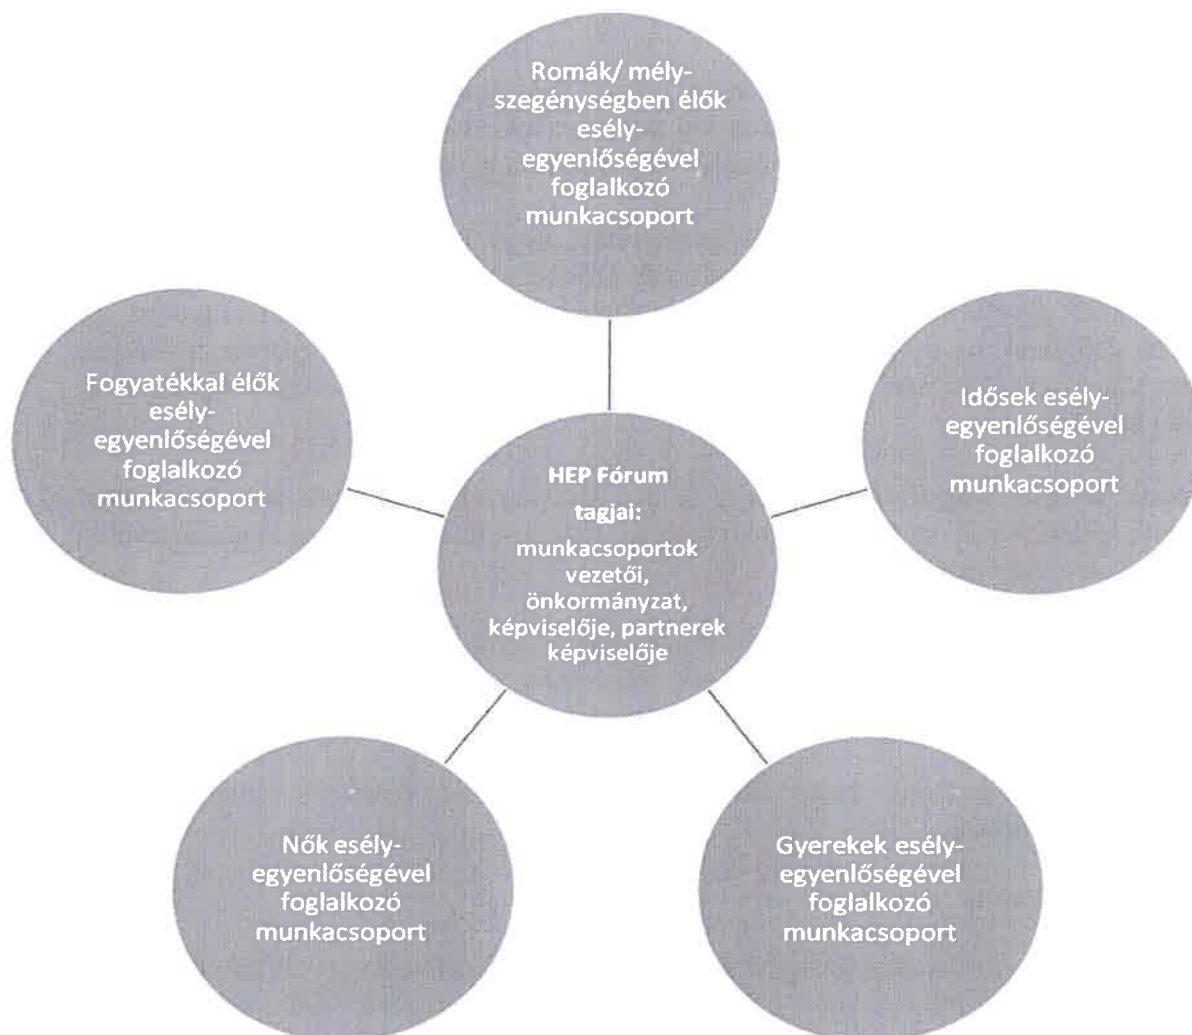 Romák/ mély-
szegénységben élők
esély-
egyenlőségével
foglalkozó
munkacsoport
Fogyatékkal élők
esély-
egyenlőségével
foglalkozó
munkacsoport
Idősek esély-
egyenlőségével
foglalkozó
munkacsoport
HEP Fórum
tagjai:
munkacsoportok
vezetői,
önkormányzat,
képviselője, partnerek
képviselője
Nők esély-
egyenlőségével
foglalkozó
munkacsoport
Gyerekek esély-
egyenlőségével
foglalkozó
munkacsoport